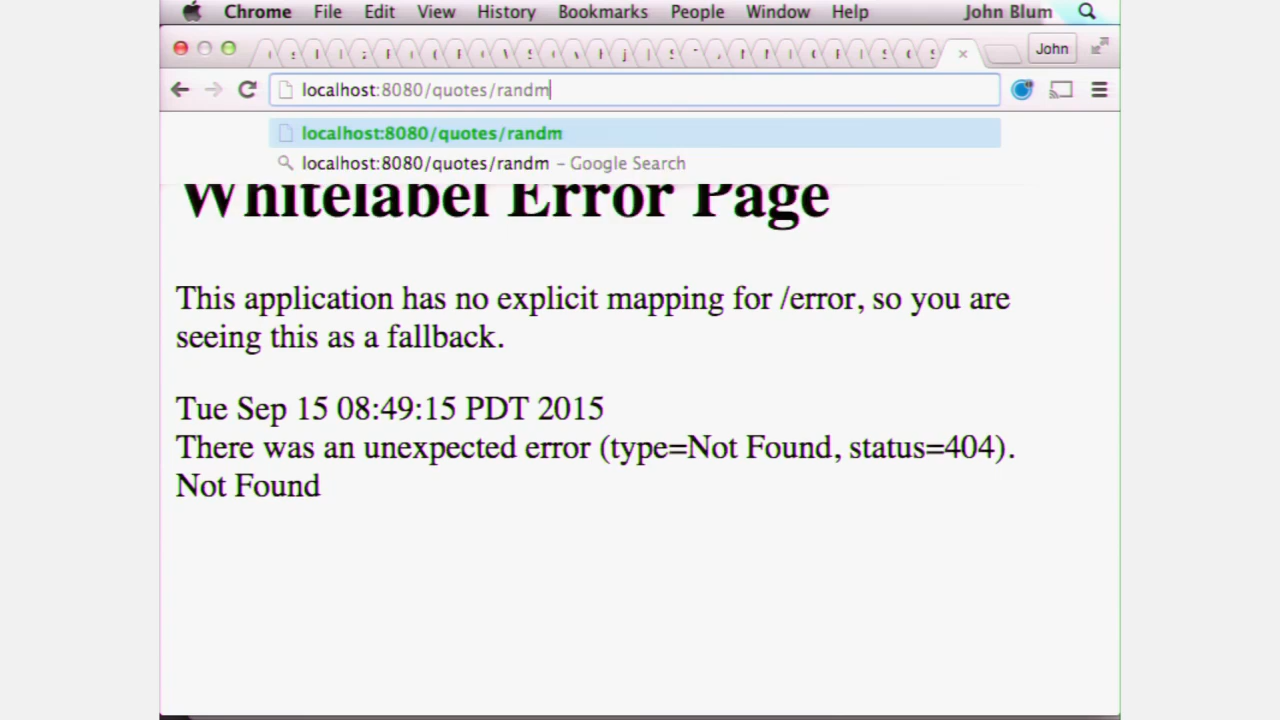 Chrome File Edit View History Bookmarks People Window Help John Blum
John
localhost:8080/quotes/randm
localhost:8080/quotes/randm
localhost:8080/quotes/randm – Google Search
Whitelabel Error Page
This application has no explicit mapping for /error, so you are
seeing this as a fallback.
Tue Sep 15 08:49:15 PDT 2015
There was an unexpected error (type=Not Found, status=404).
Not Found